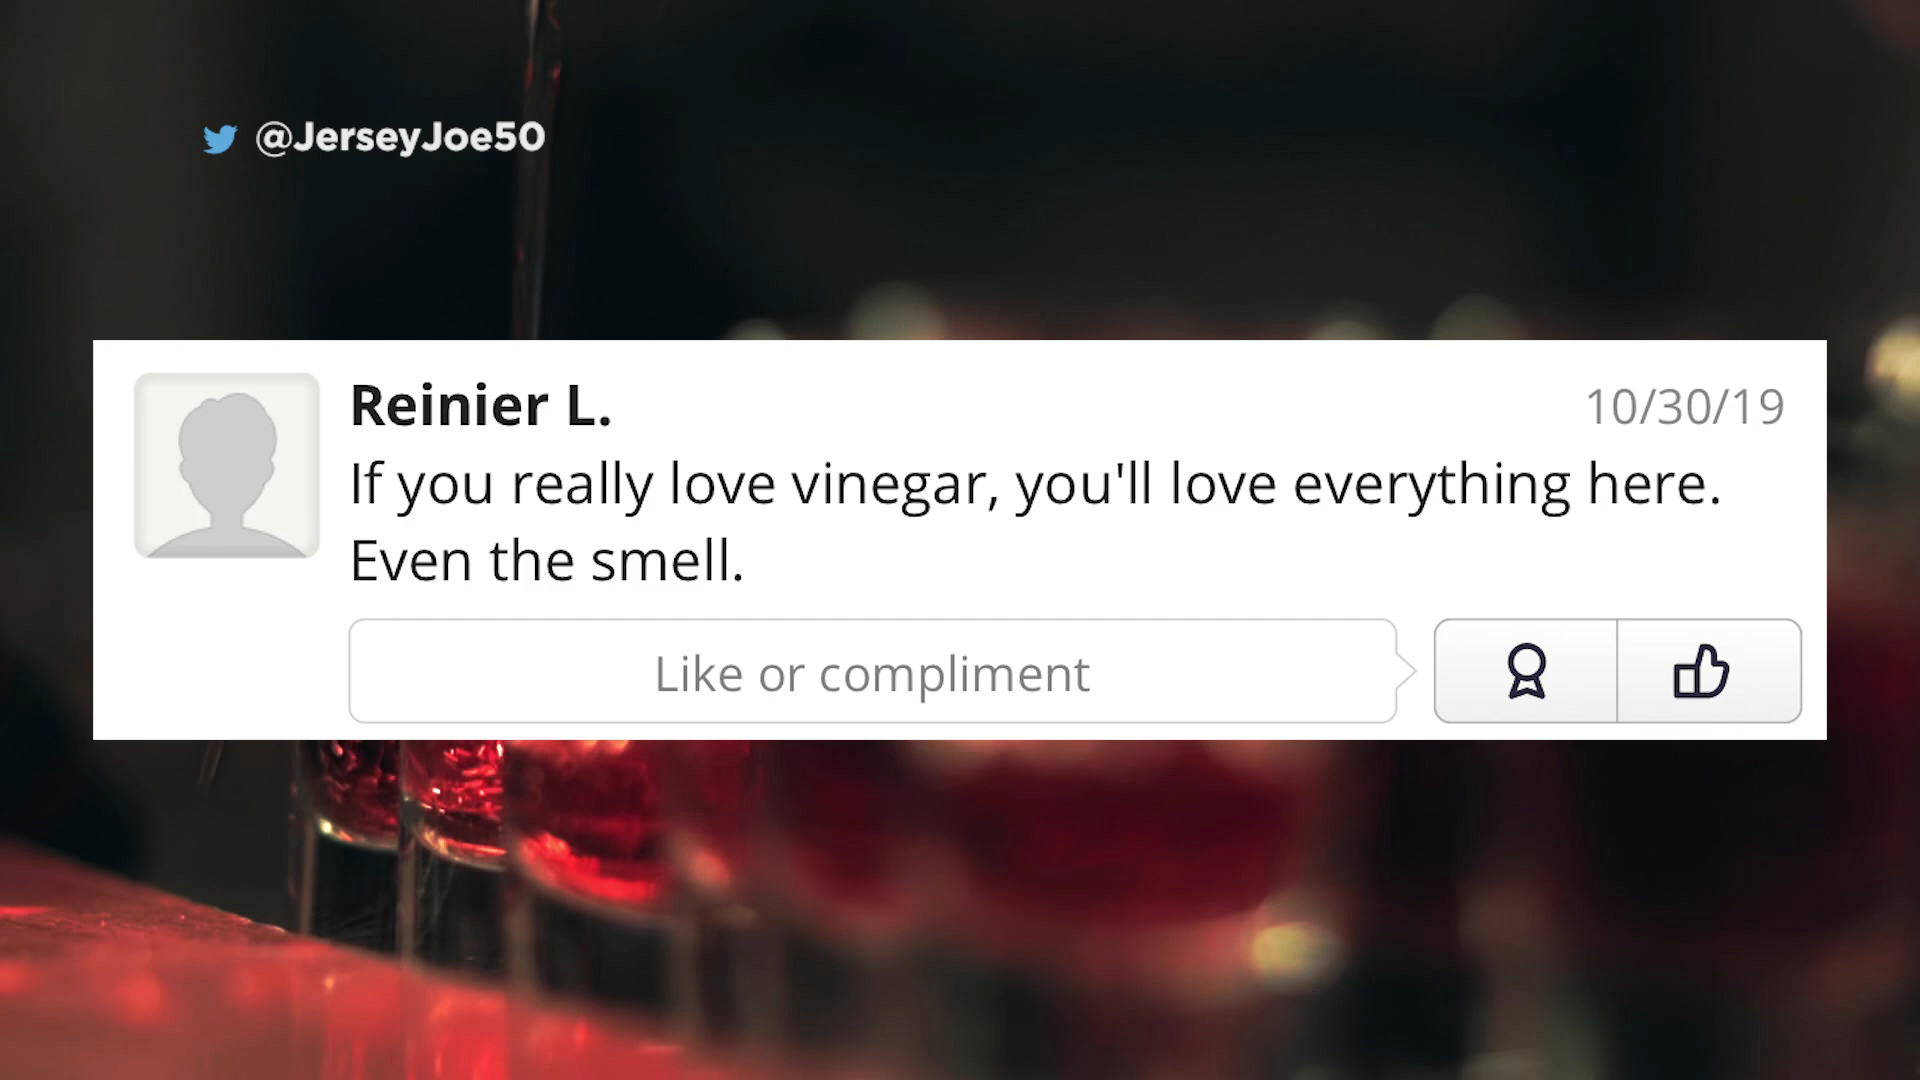 @JerseyJoe50
Reinier L.
10/30/19
If you really love vinegar, you'll love everything here.
Even the smell.
Like or compliment